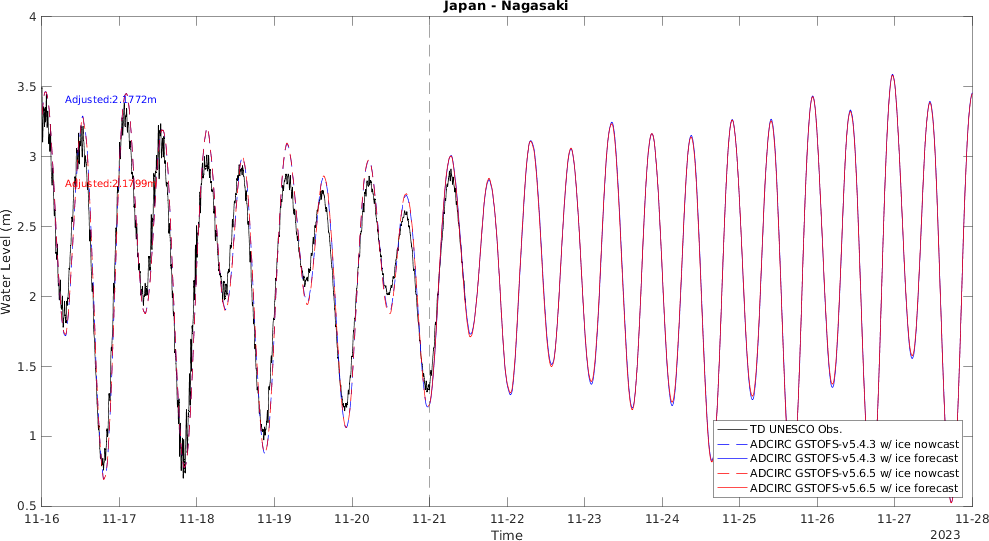 Japan - Nagasaki
4
3.5
3
2.5
2
1.5
1
0.5
Water Level (m)
Adjusted:2.1772m
Adjusted:2.1799m
TD UNESCO Obs.
ADCIRC GSTOFS-v5.4.3 w/ ice nowcast
ADCIRC GSTOFS-v5.4.3 w/ ice forecast
ADCIRC GSTOFS-v5.6.5 w/ ice nowcast
ADCIRC GSTOFS-v5.6.5 w/ ice forecast
11-16 11-17 11-18 11-19 11-20 11-21 11-22 11-23 11-24 11-25 11-26 11-27 11-28
Time
2023